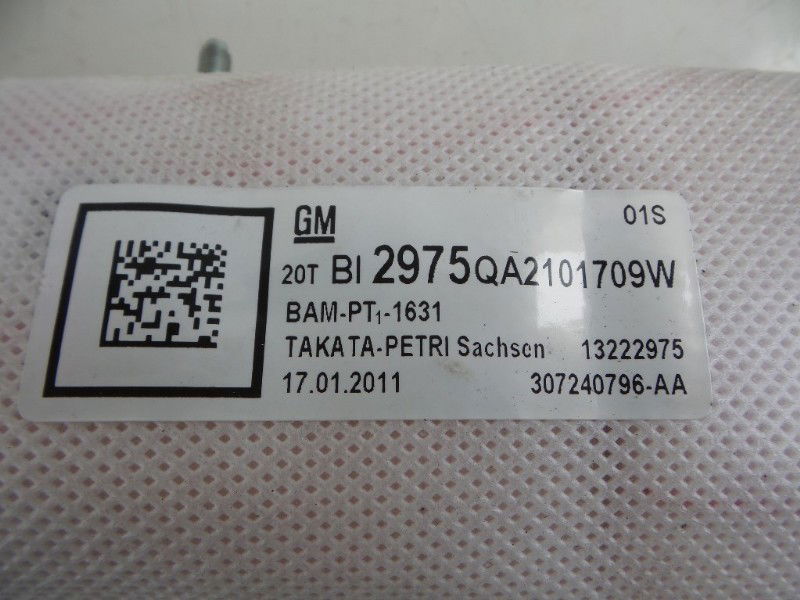 GM 01S
20T BI 2975QA2101709W
BAM-PT₁-1631
TAKATA-PETRI Sachsen 13222975
17.01.2011 307240796-AA